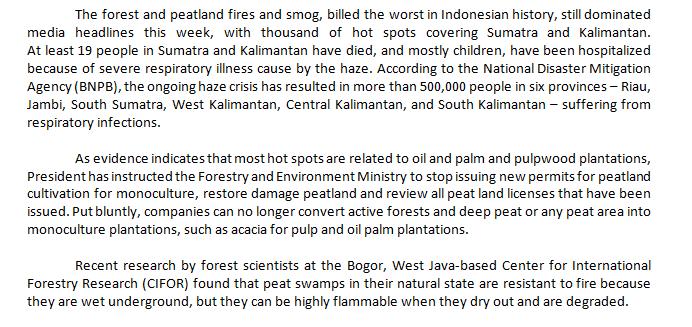 The forest and peatland fires and smog, billed the worst in Indonesian history, still dominated
media headlines this week, with thousand of hot spots covering Sumatra and Kalimantan.
At least 19 people in Sumatra and Kalimantan have died, and mostly children, have been hospitalized
because of severe respiratory illness cause by the haze. According to the National Disaster Mitigation
Agency (BNPB), the ongoing haze crisis has resulted in more than 500,000 people in six provinces – Riau,
Jambi, South Sumatra, West Kalimantan, Central Kalimantan, and South Kalimantan – suffering from
respiratory infections.
As evidence indicates that most hot spots are related to oil and palm and pulpwood plantations,
President has instructed the Forestry and Environment Ministry to stop issuing new permits for peatland
cultivation for monoculture, restore damage peatland and review all peat land licenses that have been
issued. Put bluntly, companies can no longer convert active forests and deep peat or any peat area into
monoculture plantations, such as acacia for pulp and oil palm plantations.
Recent research by forest scientists at the Bogor, West Java-based Center for International
Forestry Research (CIFOR) found that peat swamps in their natural state are resistant to fire because
they are wet underground, but they can be highly flammable when they dry out and are degraded.